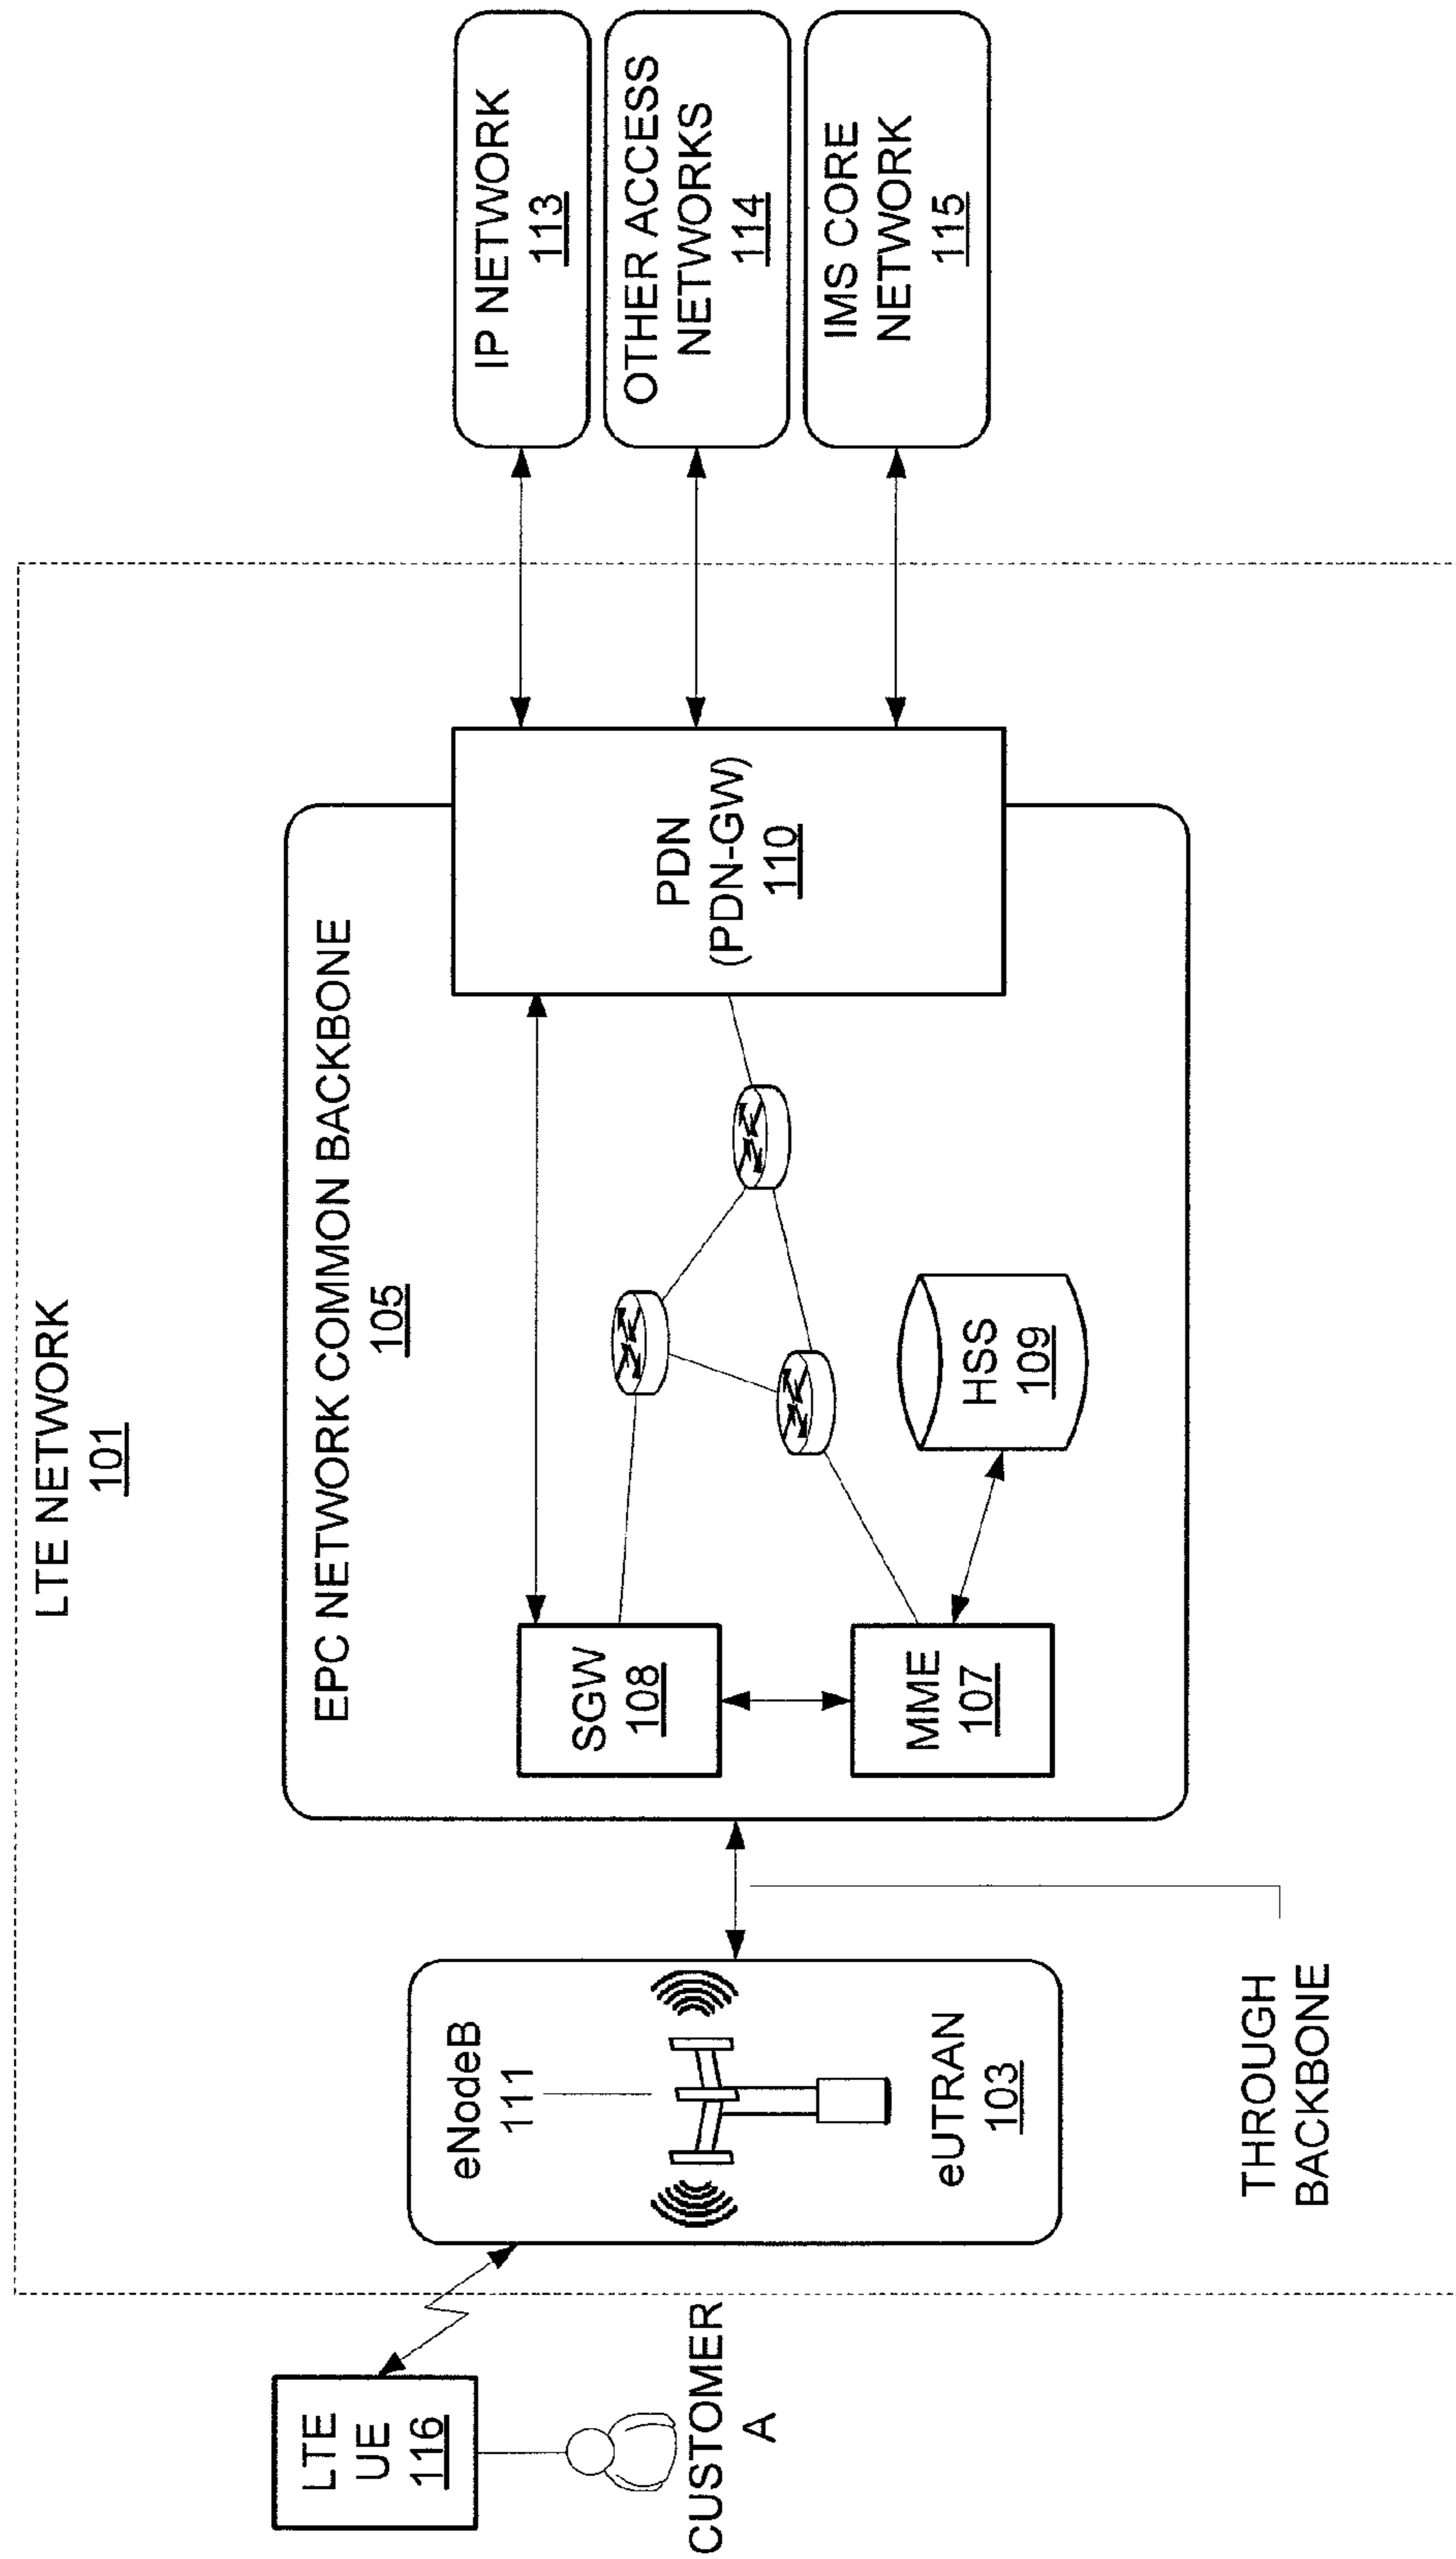 LTE NETWORK
101
EPC NETWORK COMMON BACKBONE
105
LTE
UE
116
CUSTOMER
A
eNodeB
111
eUTRAN
103
THROUGH
BACKBONE
SGW
108
MME
107
HSS
109
PDN
(PDN-GW)
110
IP NETWORK
113
OTHER ACCESS
NETWORKS
114
IMS CORE
NETWORK
115